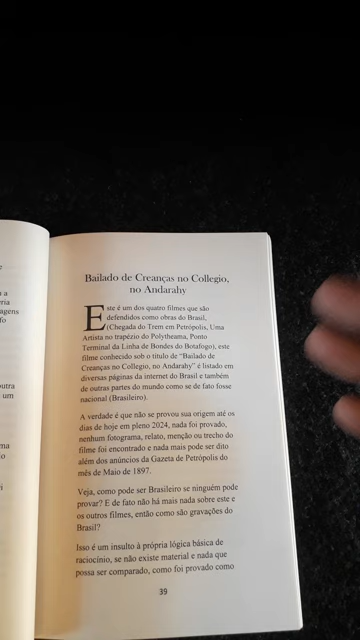 Bailado de Creanças no Collegio,
no Andarahy
Este é um dos quatro filmes que são
defendidos como obras do Brasil,
(Chegada do Trem em Petrópolis, Uma
Artista no trapézio do Polytheama, Ponto
Terminal da Linha de Bondes do Botafogo), este
filme conhecido sob o título de “Bailado de
Creanças no Collegio, no Andarahy” é listado em
diversas páginas da internet do Brasil e também
de outras partes do mundo como se de fato fosse
nacional (Brasileiro).
A verdade é que não se provou sua origem até os
dias de hoje em pleno 2024, nada foi provado,
nenhum fotograma, relato, menção ou trecho do
filme foi encontrado e nada mais pode ser dito
além dos anúncios da Gazeta de Petrópolis do
mês de Maio de 1897.
Veja, como pode ser Brasileiro se ninguém pode
provar? E de fato não há mais nada sobre este e
os outros filmes, então como são gravações do
Brasil?
Isso é um insulto à própria lógica básica de
raciocínio, se não existe material e nada que
possa ser comparado, como foi provado como
39